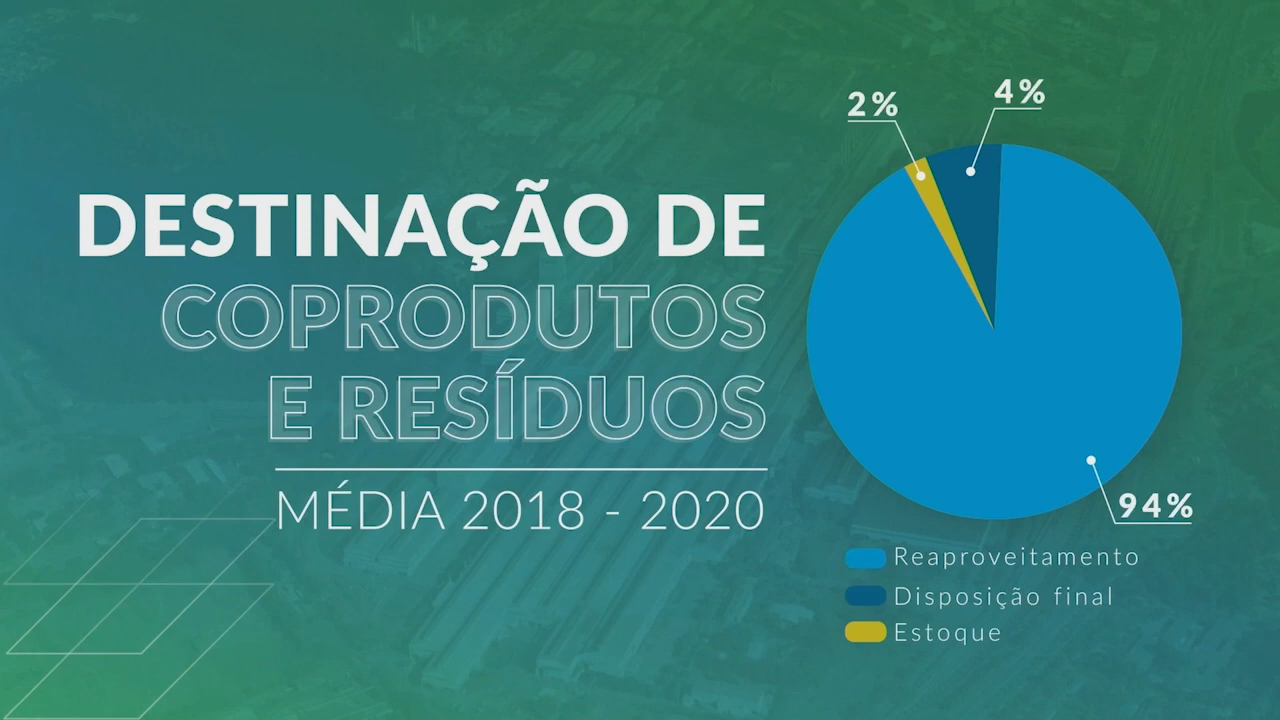 DESTINAÇÃO DE
COPRODUTOS
E RESÍDUOS
MÉDIA 2018 - 2020
2%
4%
94%
Reaproveitamento
Disposição final
Estoque